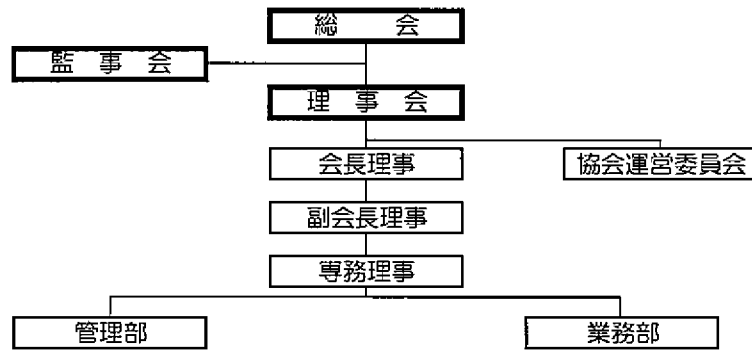 総 会
監 事 会
理 事 会
会長理事
協会運営委員会
副会長理事
専務理事
管理部
業務部